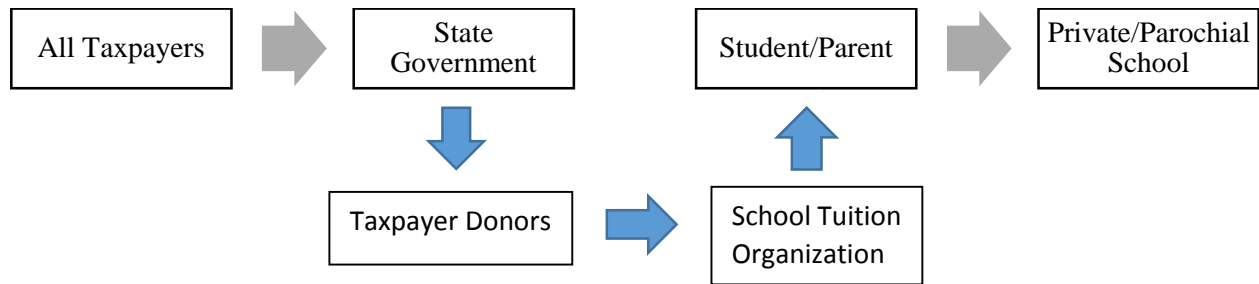 All Taxpayers
State
Government
Student/Parent
Private/Parochial
School
Taxpayer Donors
School Tuition
Organization